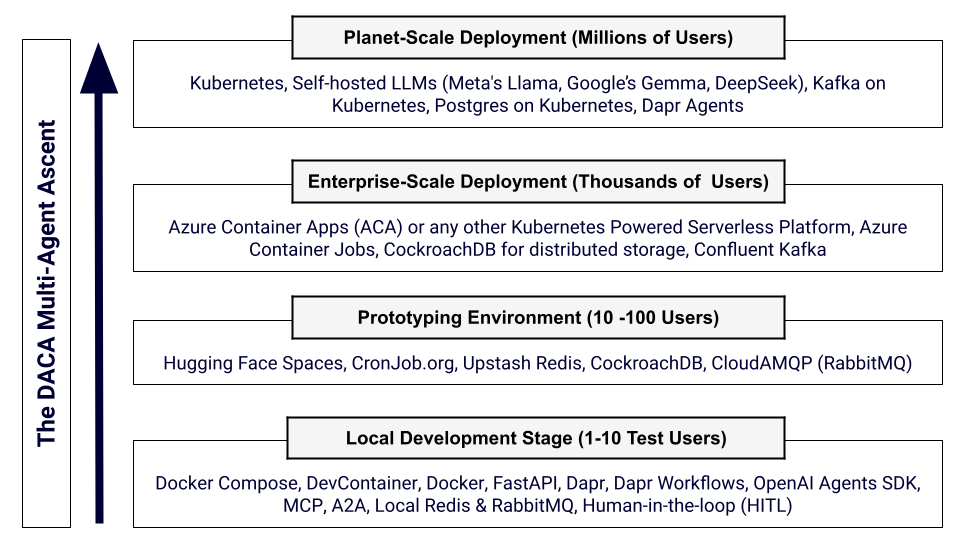 The DACA Multi-Agent Ascent
Planet-Scale Deployment (Millions of Users)
Kubernetes, Self-hosted LLMs (Meta's Llama, Google’s Gemma, DeepSeek), Kafka on
Kubernetes, Postgres on Kubernetes, Dapr Agents
Enterprise-Scale Deployment (Thousands of  Users)
Azure Container Apps (ACA) or any other Kubernetes Powered Serverless Platform, Azure
Container Jobs, CockroachDB for distributed storage, Confluent Kafka
Prototyping Environment (10 -100 Users)
Hugging Face Spaces, CronJob.org, Upstash Redis, CockroachDB, CloudAMQP (RabbitMQ)
Local Development Stage (1-10 Test Users)
Docker Compose, DevContainer, Docker, FastAPI, Dapr, Dapr Workflows, OpenAI Agents SDK,
MCP, A2A, Local Redis & RabbitMQ, Human-in-the-loop (HITL)